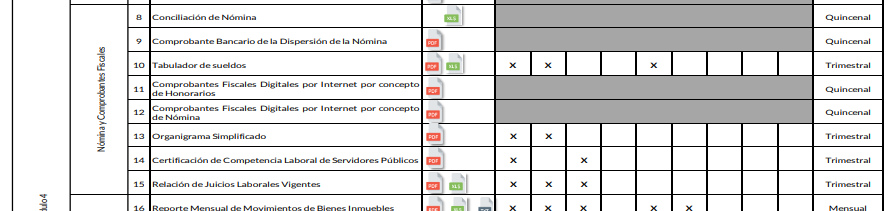 8 Conciliación de Nómina XLS Quincenal
9 Comprobante Bancario de la Dispersión de la Nómina PDF Quincenal
10 Tabulador de sueldos PDF XLS × × × Trimestral
11 Comprobantes Fiscales Digitales por Internet por concepto de Honorarios PDF Quincenal
12 Comprobantes Fiscales Digitales por Internet por concepto de Nómina PDF Quincenal
13 Organigrama Simplificado PDF × × Trimestral
14 Certificación de Competencia Laboral de Servidores Públicos PDF × × Trimestral
15 Relación de Juicios Laborales Vigentes PDF XLS × × × Trimestral
16 Reporte Mensual de Movimientos de Bienes Inmuebles PDF XLS × × × × × Mensual
Nómina y Comprobantes Fiscales